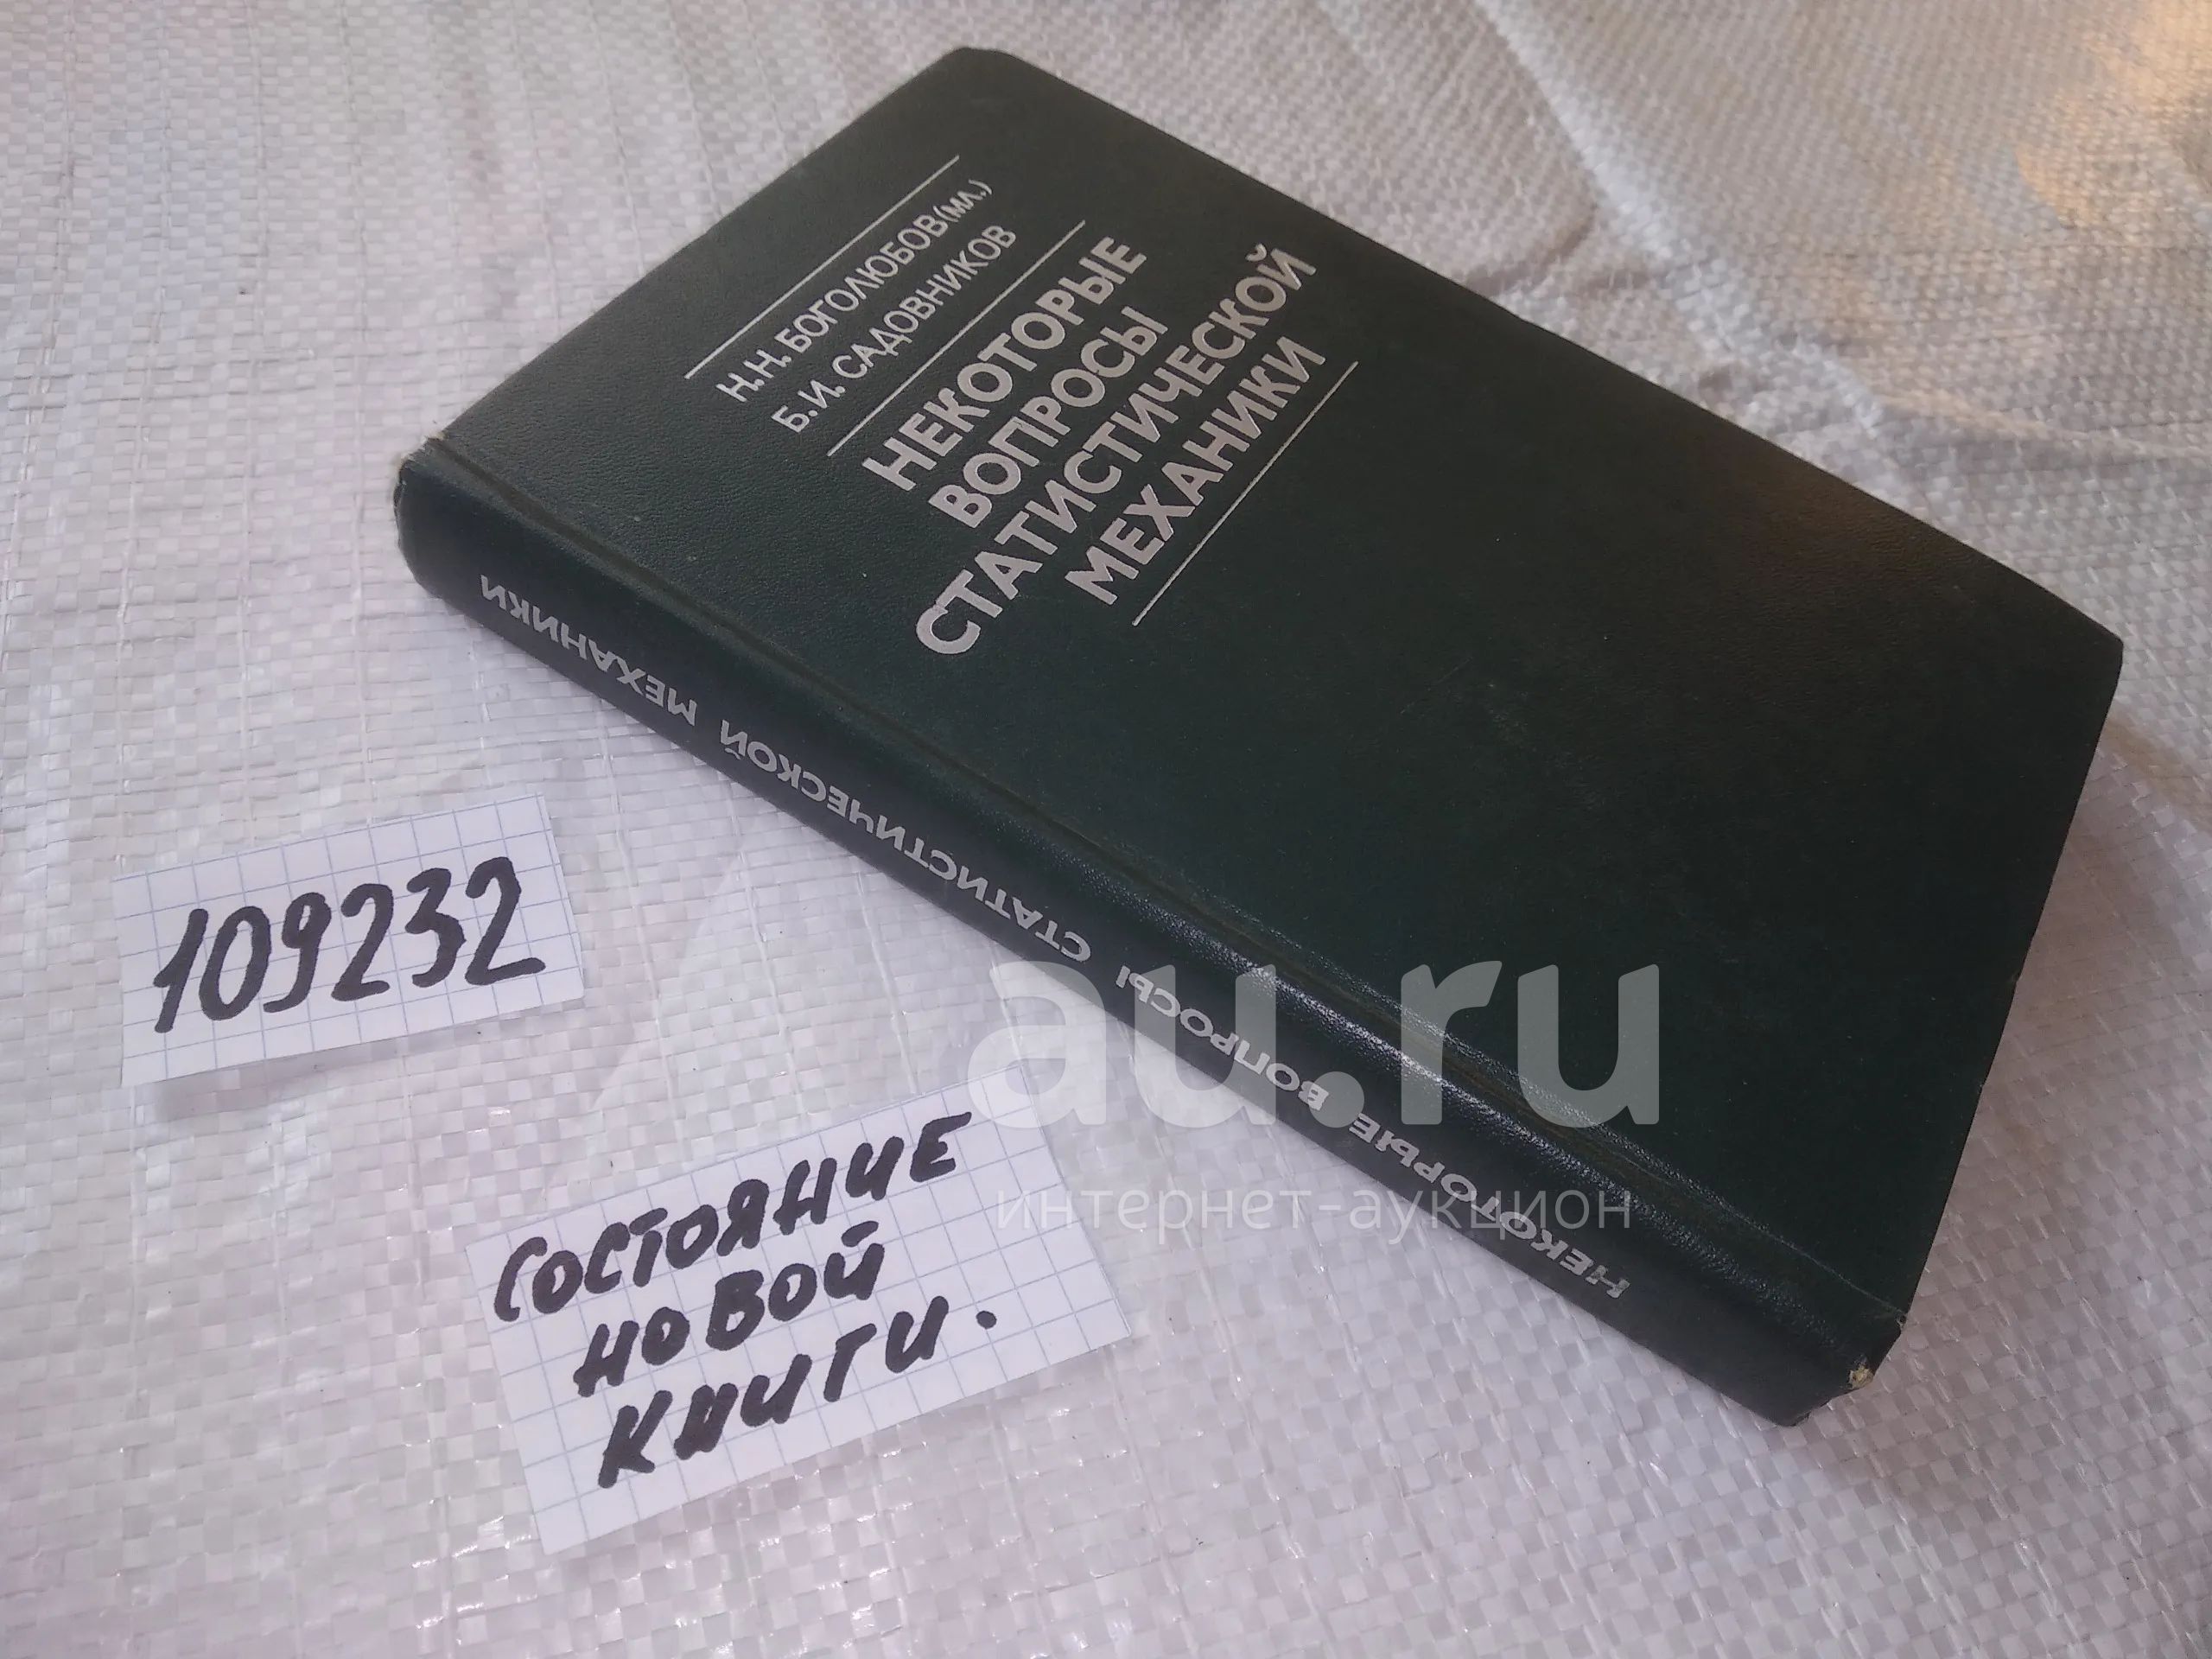 Н.Н. БОГОЛЮБОВ(мл.)
Б.И. САДОВНИКОВ
НЕКОТОРЫЕ
ВОПРОСЫ
СТАТИСТИЧЕСКОЙ
МЕХАНИКИ
НЕКОТОРЫЕ ВОПРОСЫ СТАТИСТИЧЕСКОЙ МЕХАНИКИ
109232
СОСТОЯНИЕ
НОВОЙ
КНИГИ.
au.ru
интернет-аукцион